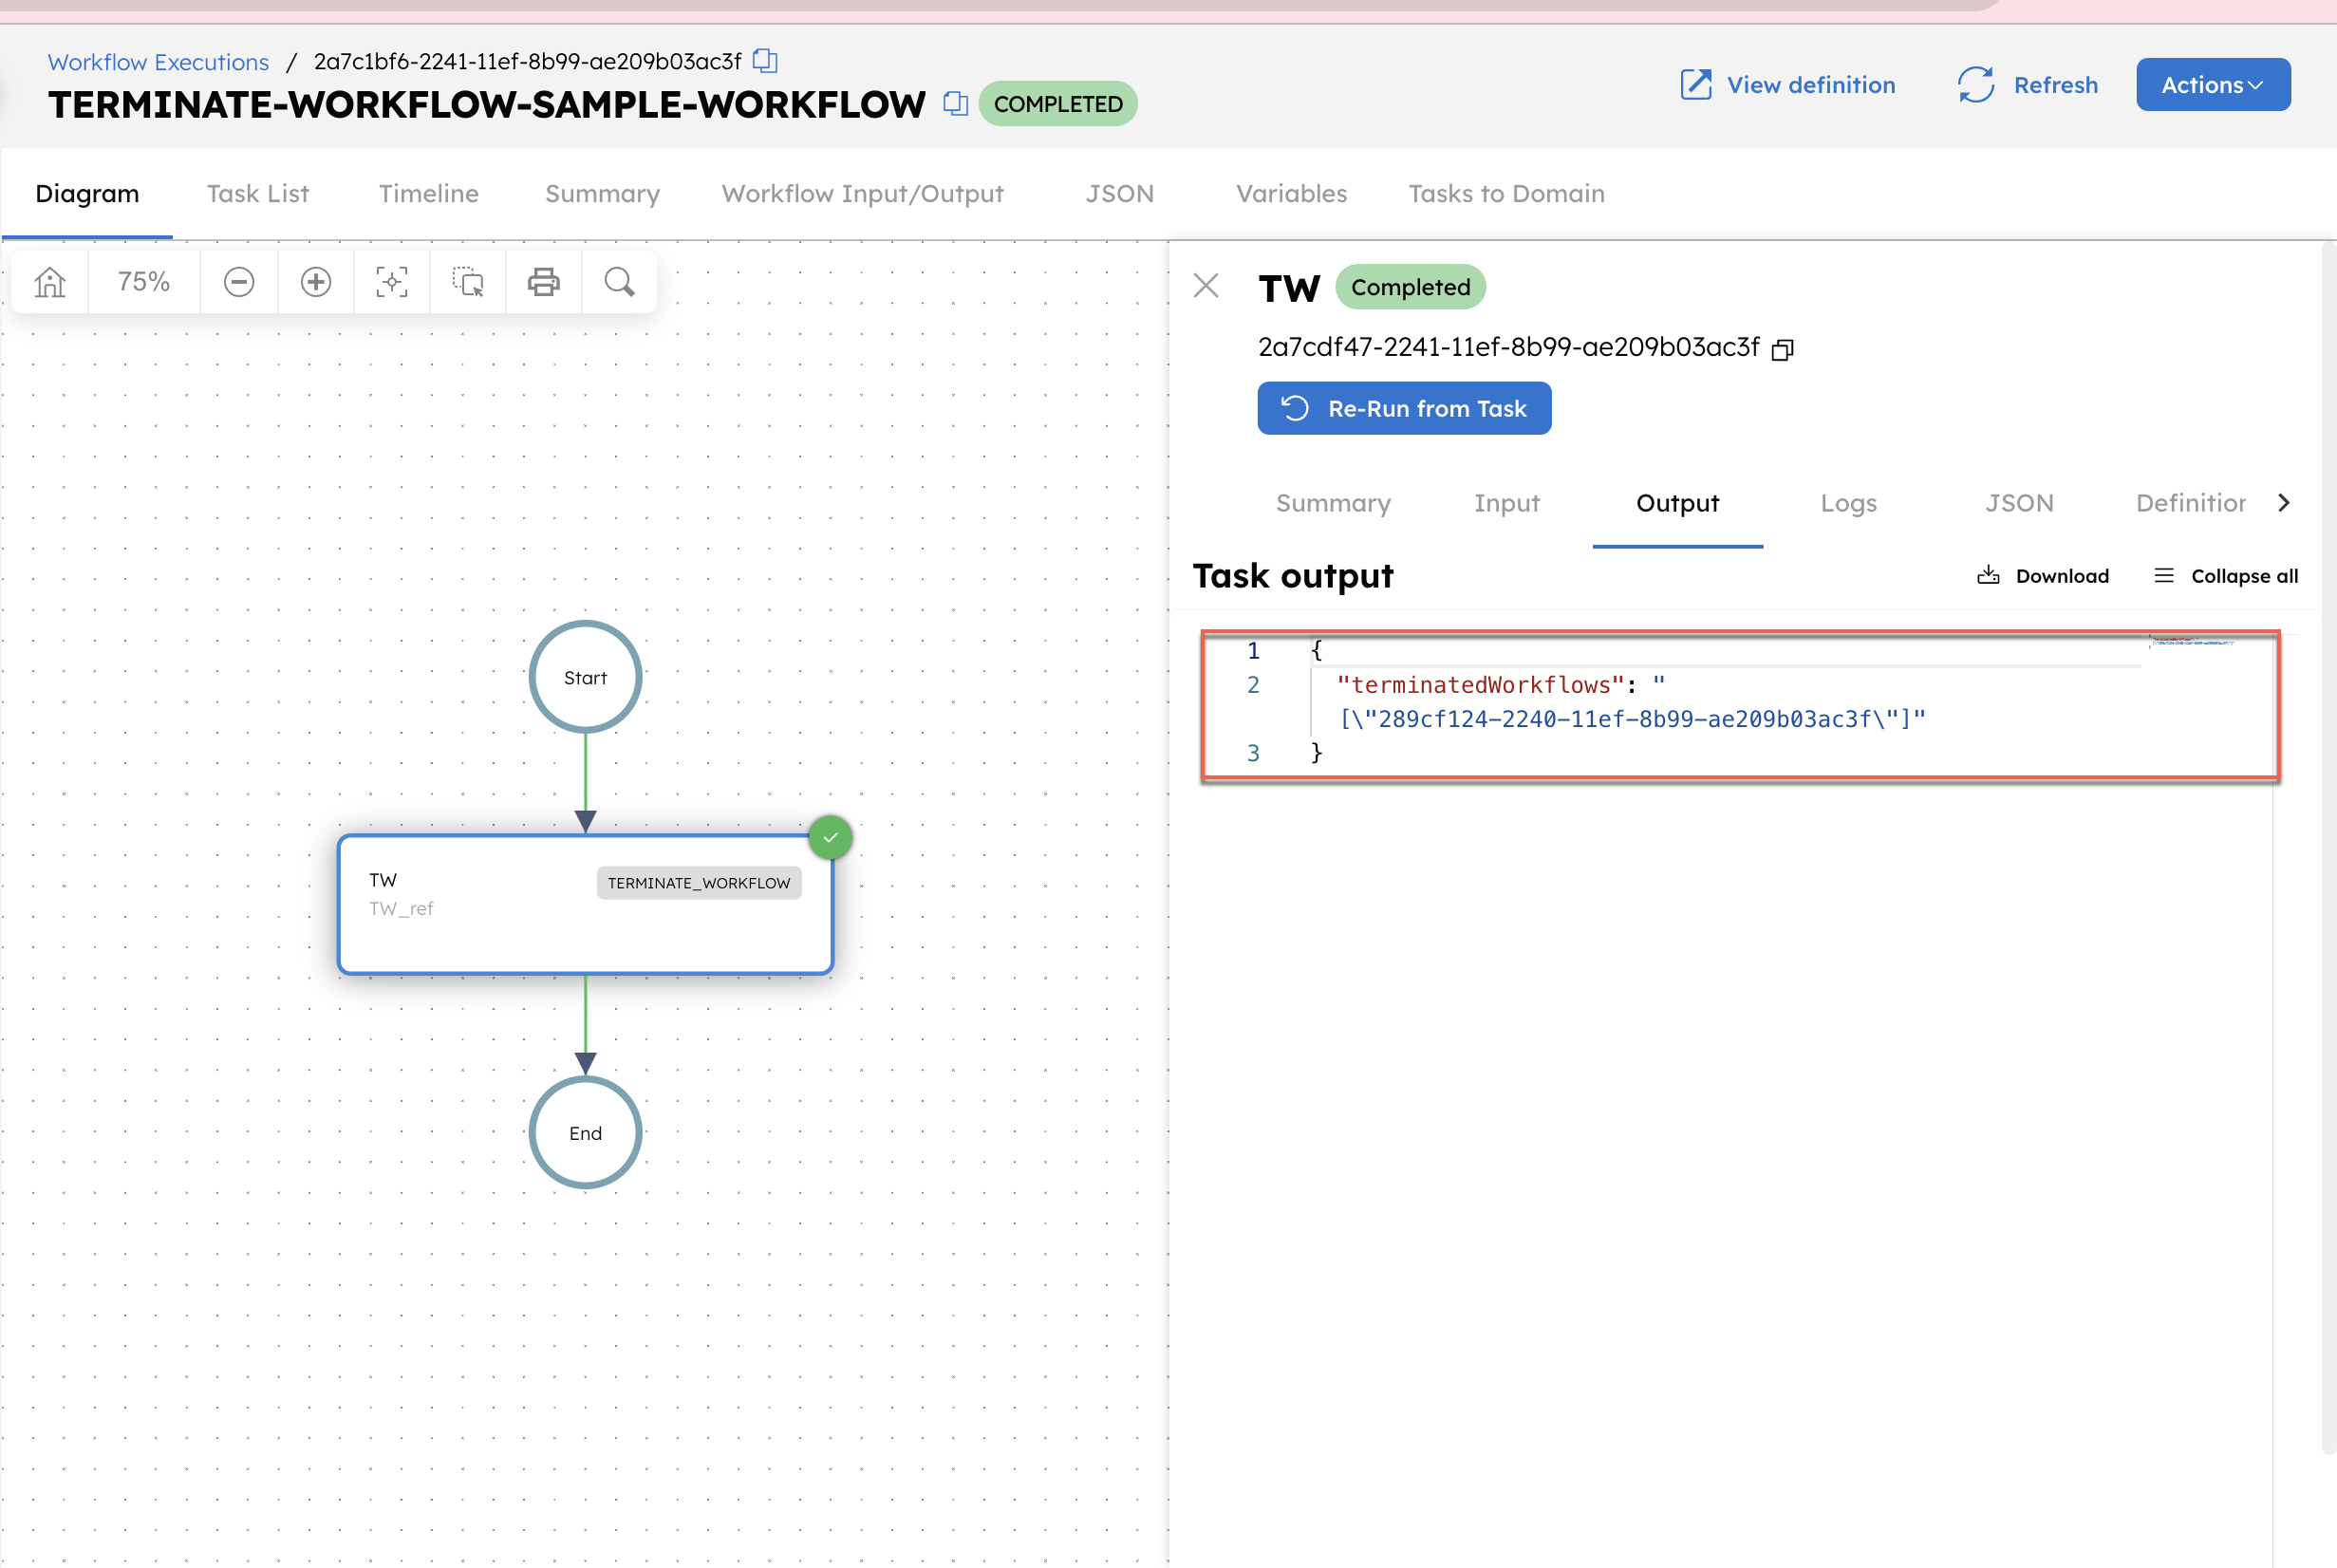 Workflow Executions / 2a7c1bf6-2241-11ef-8b99-ae209b03ac3f
TERMINATE-WORKFLOW-SAMPLE-WORKFLOW COMPLETED
View definition Refresh Actions
Diagram Task List Timeline Summary Workflow Input/Output JSON Variables Tasks to Domain
75%
Start
TW TERMINATE_WORKFLOW
TW_ref
End
TW Completed
2a7cdf47-2241-11ef-8b99-ae209b03ac3f
Re-Run from Task
Summary Input Output Logs JSON Definition
Task output Download Collapse all
1 {
2 "terminatedWorkflows": "
[\"289cf124-2240-11ef-8b99-ae209b03ac3f\"]"
3 }